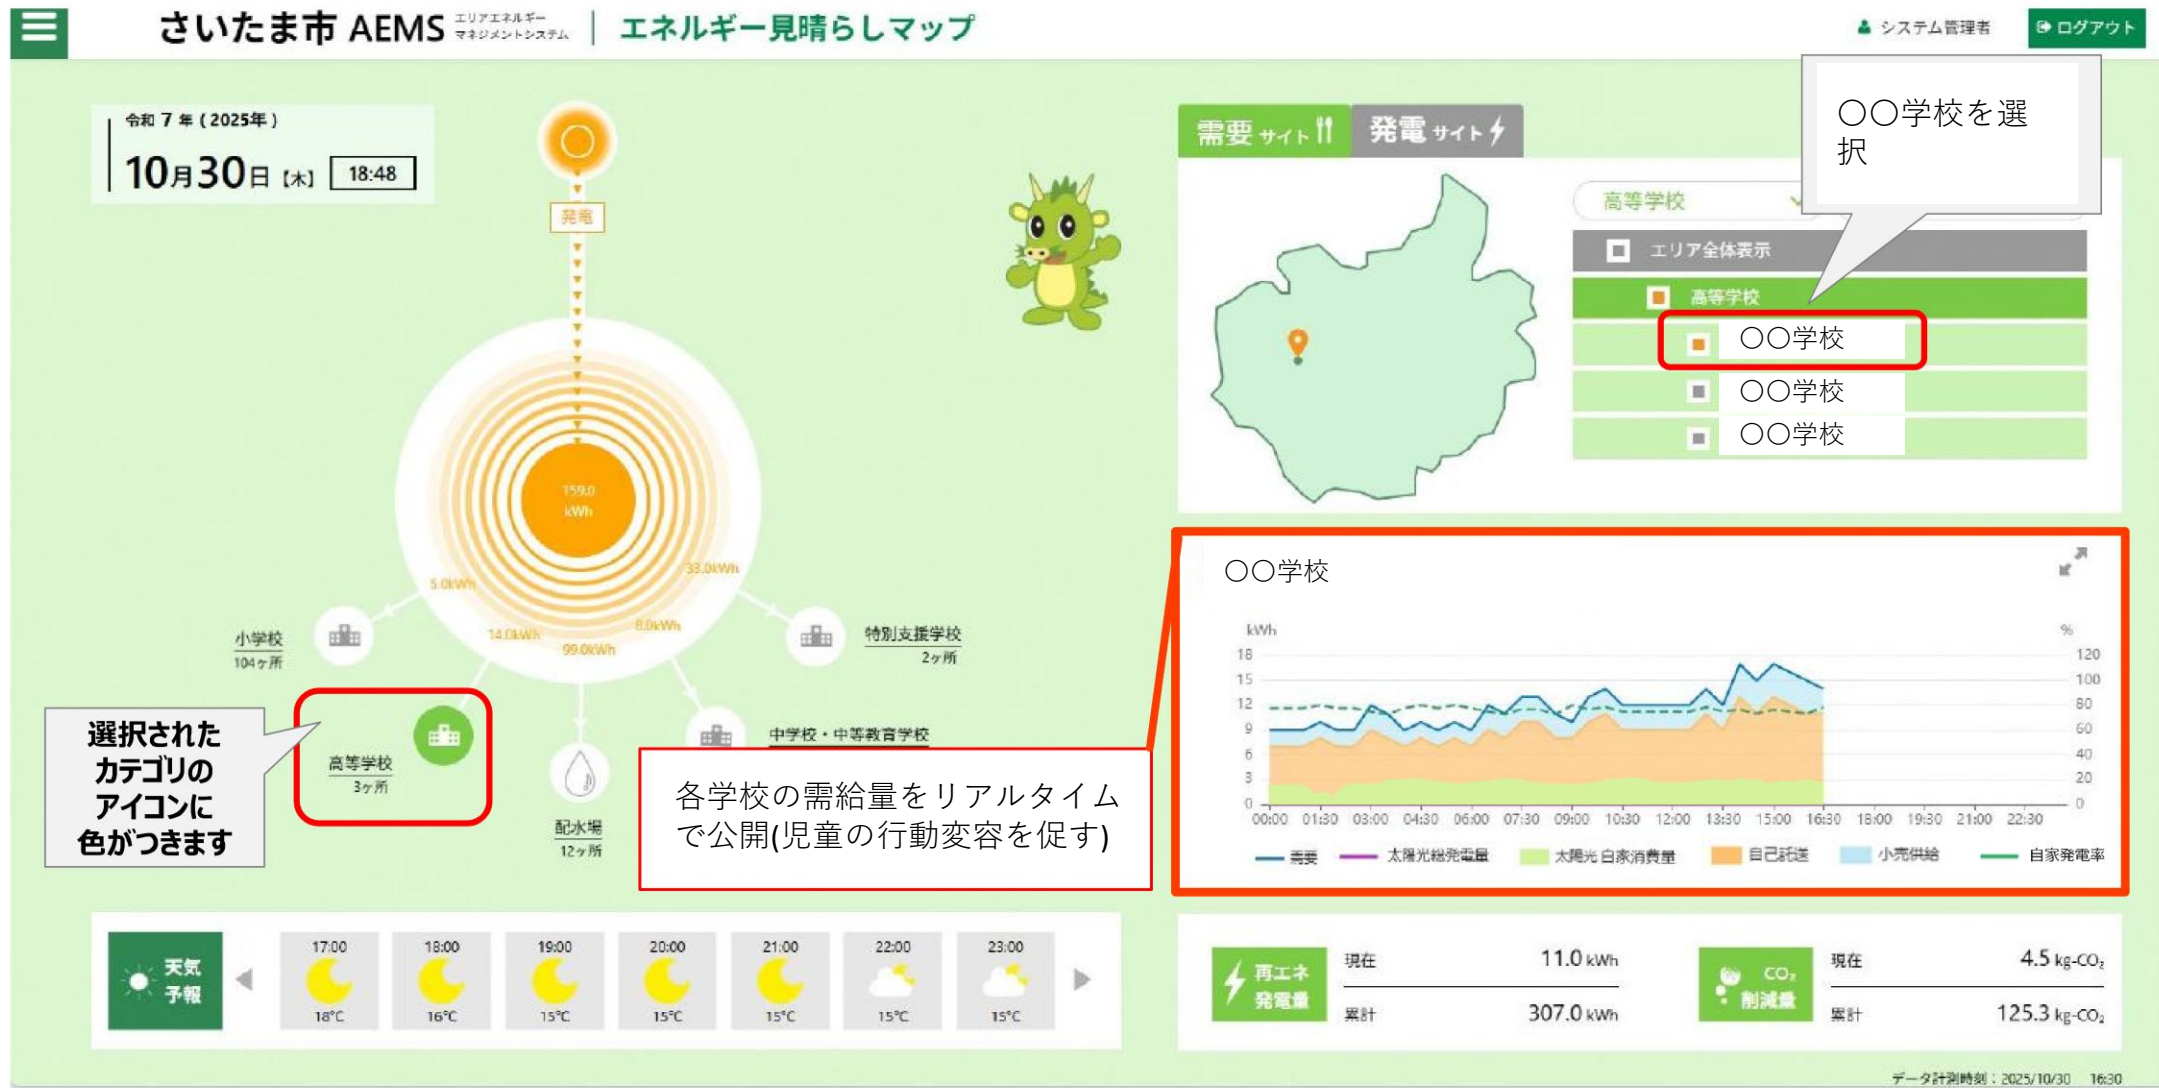 さいたま市 AEMS エリアエネルギー マネジメントシステム
エネルギー見晴らしマップ
システム管理者
ログアウト
令和 7 年 ( 2025年 )
10月30日 [木] 18:48
発電
159.0
kWh
5.0kWh
14.0kWh
99.0kWh
8.0kWh
33.0kWh
小学校
104ヶ所
高等学校
3ヶ所
配水場
12ヶ所
中学校・中等教育学校
特別支援学校
2ヶ所
選択された
カテゴリの
アイコンに
色がつきます
各学校の需給量をリアルタイム
で公開(児童の行動変容を促す)
需要 サイト
発電 サイト
〇〇学校を選
択
高等学校
エリア全体表示
高等学校
〇〇学校
〇〇学校
〇〇学校
〇〇学校
kWh %
18 120
15 100
12 80
9 60
6 40
3 20
0 0
00:00 01:30 03:00 04:30 06:00 07:30 09:00 10:30 12:00 13:30 15:00 16:30 18:00 19:30 21:00 22:30
需要 太陽光総発電量 太陽光 自家消費量 自己託送 小売供給 自家発電率
天気
予報
17:00 18:00 19:00 20:00 21:00 22:00 23:00
18℃ 16℃ 15℃ 15℃ 15℃ 15℃ 15℃
再エネ
発電量
現在 11.0 kWh
累計 307.0 kWh
CO₂
削減量
現在 4.5 kg-CO₂
累計 125.3 kg-CO₂
データ計測時刻：2025/10/30 16:30